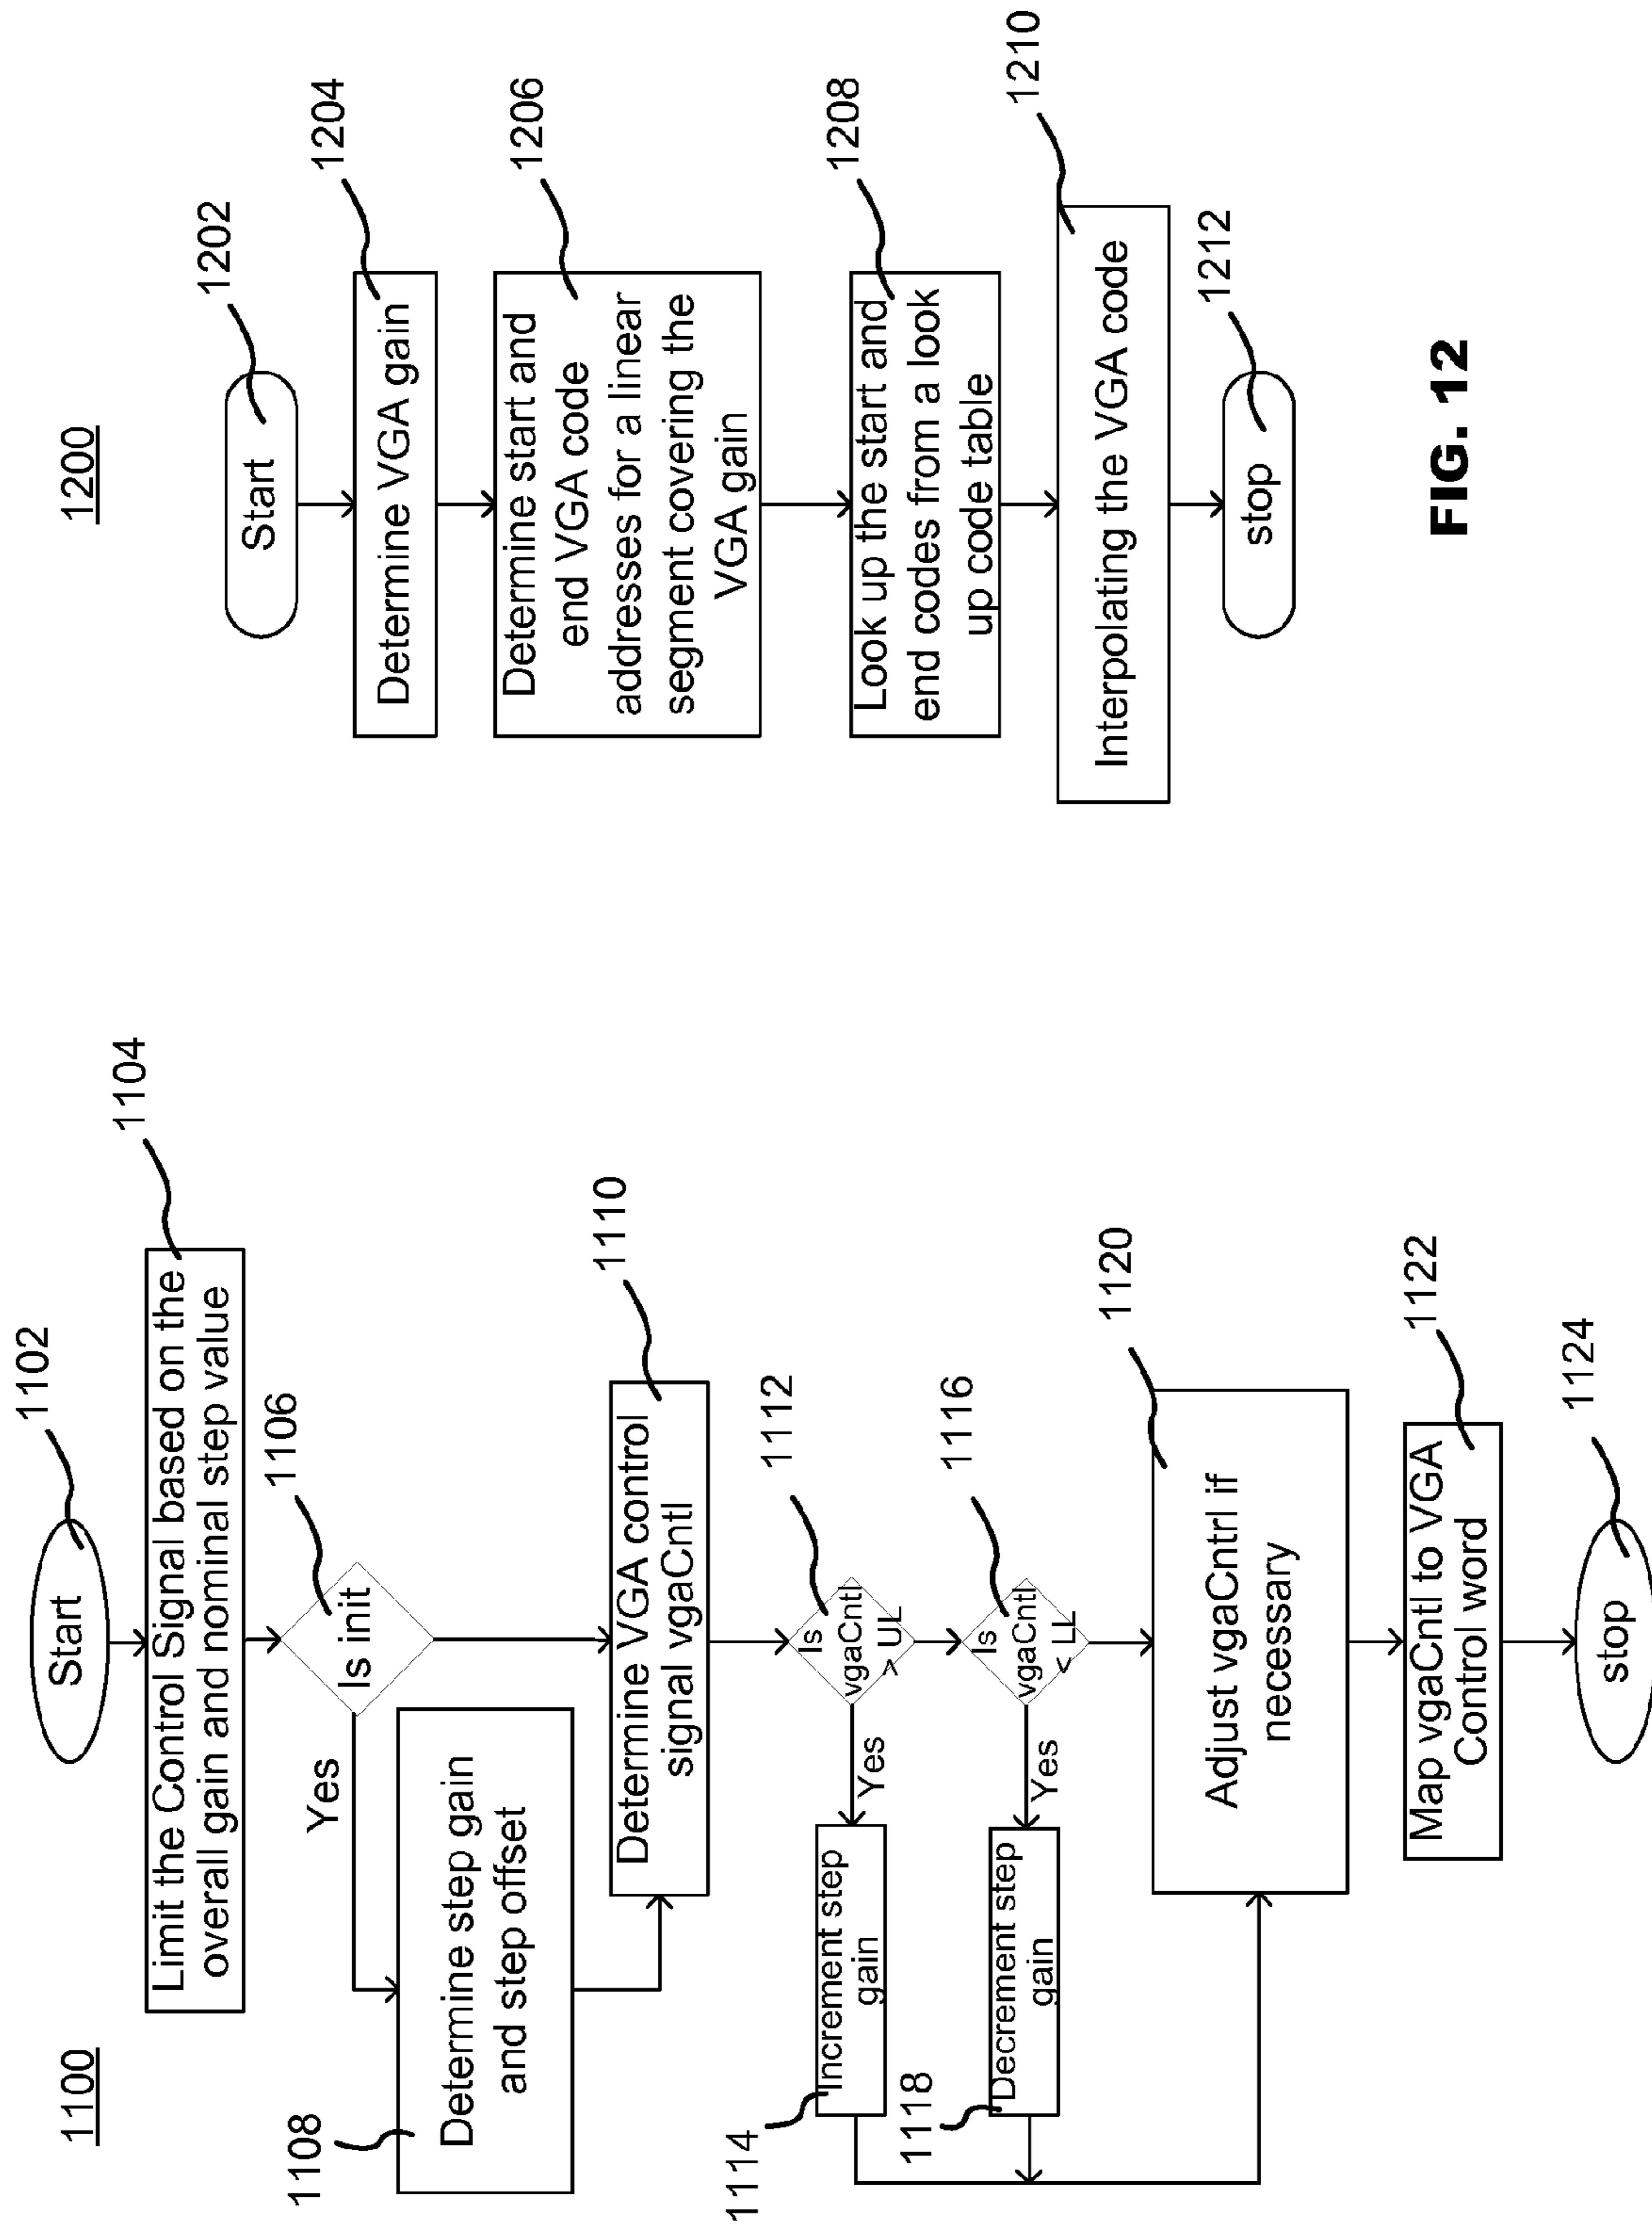 1100
Start
1102
Limit the Control Signal based on the
overall gain and nominal step value
1104
Is init
1106
Yes
Determine step gain
and step offset
1108
Determine VGA control
signal vgaCntl
1110
Is
vgaCntl
> UL
1112
Yes
Increment step
gain
1114
Is
vgaCntl
< LL
1116
Yes
Decrement step
gain
1118
Adjust vgaCntrl if
necessary
1120
Map vgaCntl to VGA
Control word
1122
stop
1124
1200
Start
1202
Determine VGA gain
1204
Determine start and
end VGA code
addresses for a linear
segment covering the
VGA gain
1206
Look up the start and
end codes from a look
up code table
1208
Interpolating the VGA code
1210
stop
1212
FIG. 12